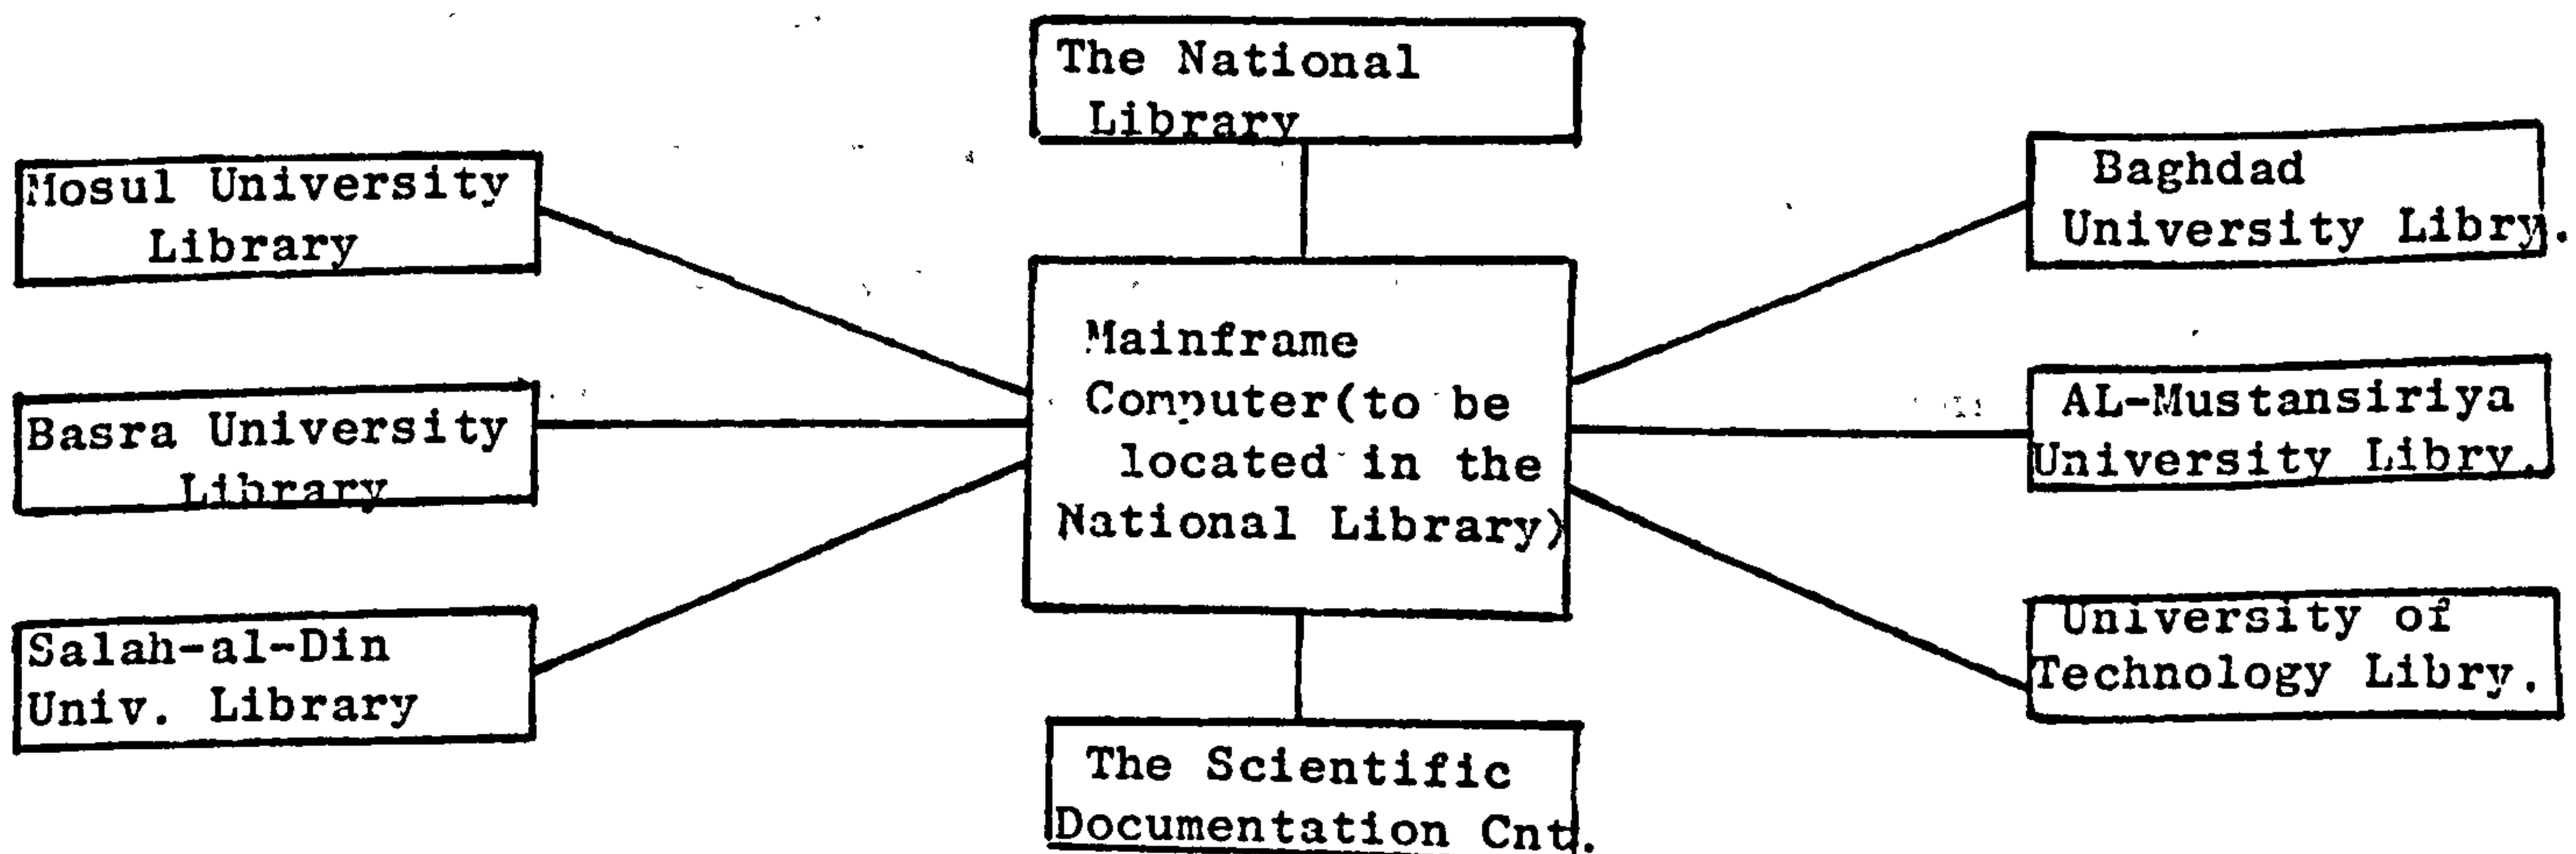 The National
Library
Mosul University
Library
Baghdad
University Libry.
Mainframe
Computer(to be
located in the
National Library)
Basra University
Library
AL-Mustansiriya
University Libry.
Salah-al-Din
Univ. Library
University of
Technology Libry.
The Scientific
Documentation Cnt.